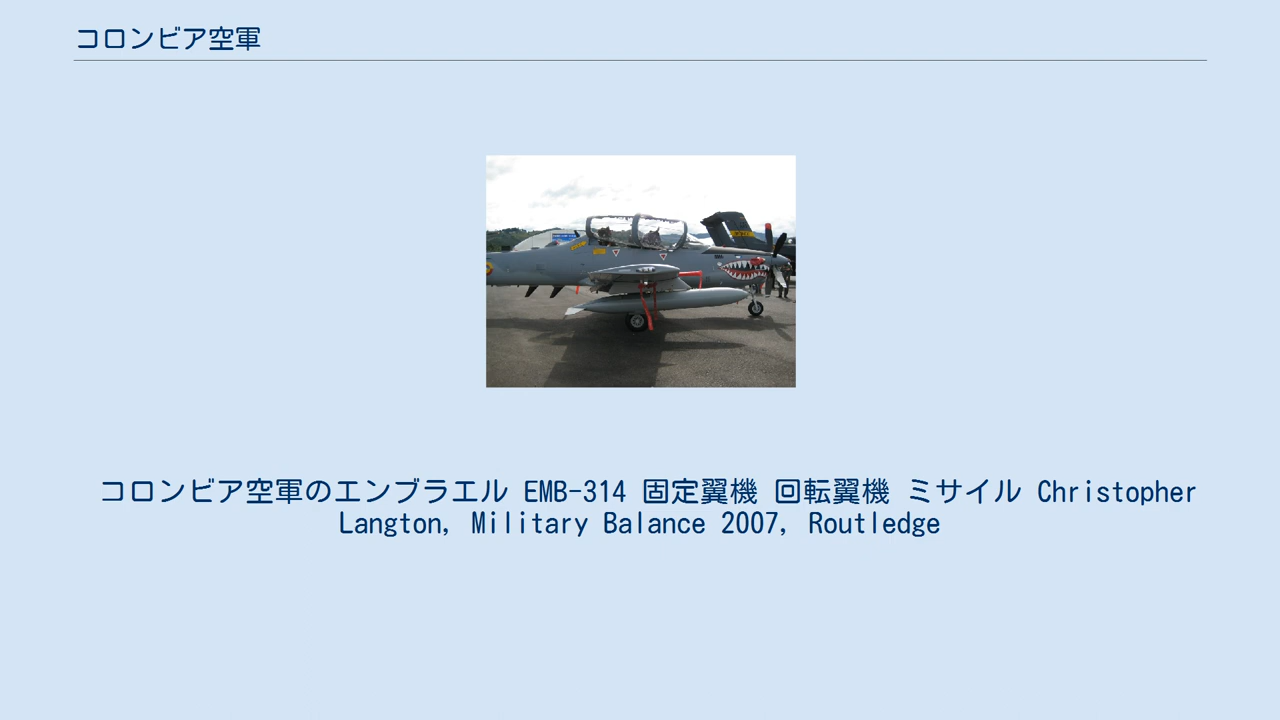 コロンビア空軍
コロンビア空軍のエンブラエル EMB-314 固定翼機 回転翼機 ミサイル Christopher
Langton, Military Balance 2007, Routledge